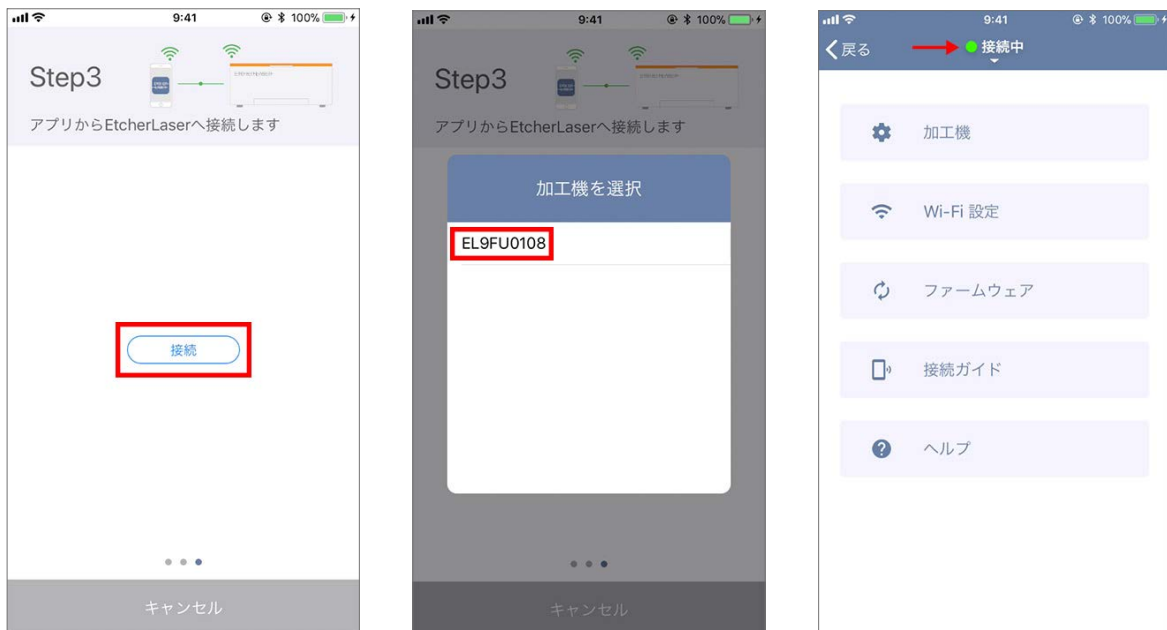 9:41
100%
Step3
アプリからEtcherLaserへ接続します
接続
キャンセル
9:41
100%
Step3
アプリからEtcherLaserへ接続します
加工機を選択
EL9FU0108
キャンセル
9:41
100%
戻る
接続中
加工機
Wi-Fi 設定
ファームウェア
接続ガイド
ヘルプ